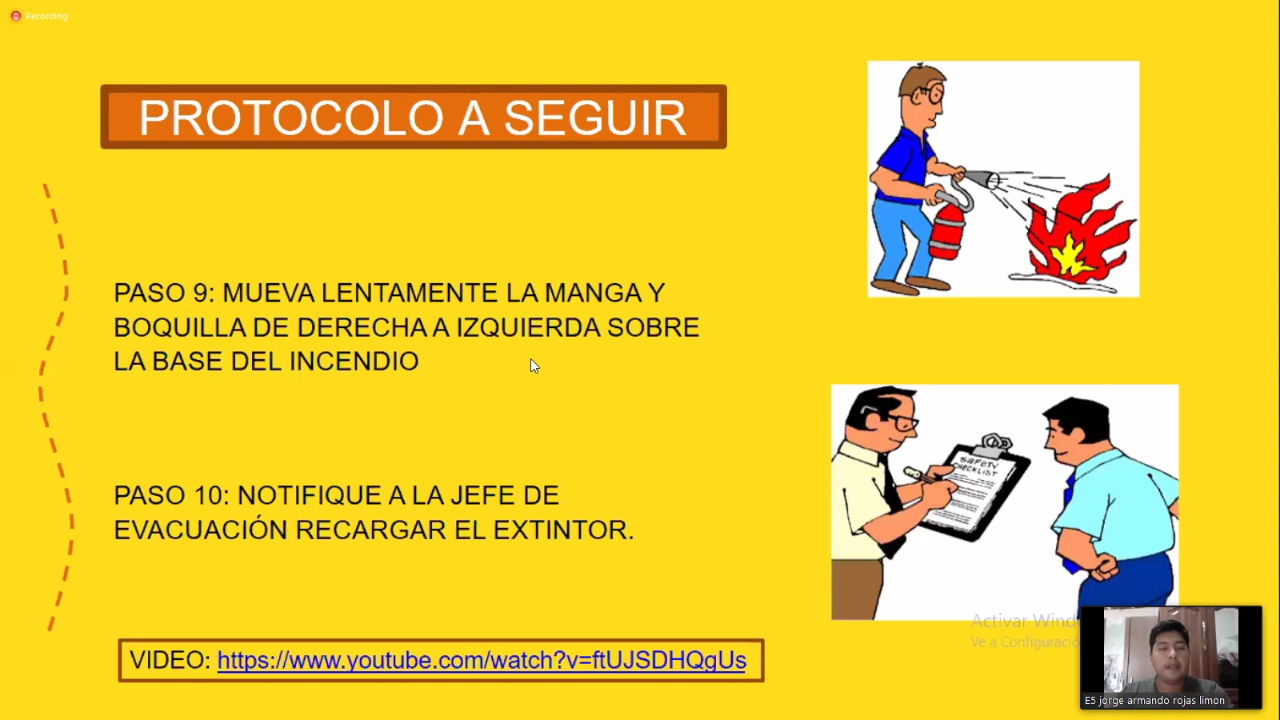 Recording
PROTOCOLO A SEGUIR
PASO 9: MUEVA LENTAMENTE LA MANGA Y
BOQUILLA DE DERECHA A IZQUIERDA SOBRE
LA BASE DEL INCENDIO
SAFETY
CHECKLIST
PASO 10: NOTIFIQUE A LA JEFE DE
EVACUACIÓN RECARGAR EL EXTINTOR.
Activar Wind
Ve a Configuració
VIDEO: https://www.youtube.com/watch?v=ftUJSDHQgUs
E5 jorge armando rojas limon